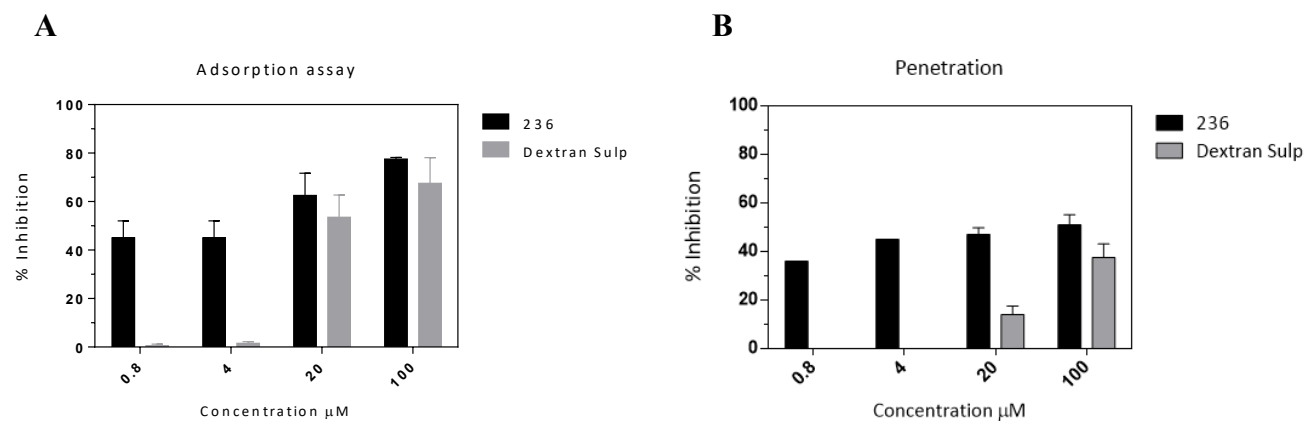 A
Adsorption assay
100
80
60
40
20
0
% Inhibition
0.8
4
20
100
Concentration μM
236
Dextran Sulp
B
Penetration
100
80
60
40
20
0
% Inhibition
0.8
4
20
100
Concentration μM
236
Dextran Sulp